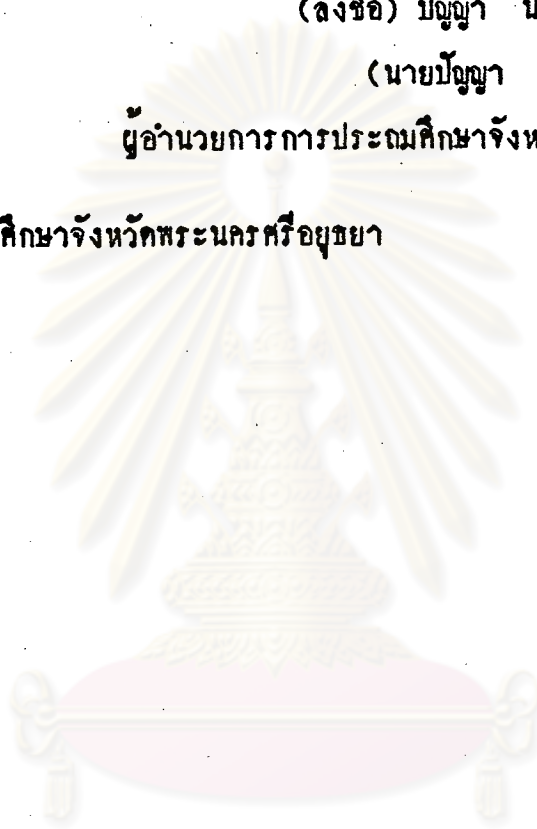 (ลงชื่อ) ปัญญา
(นายปัญญา
ผู้อำนวยการการประถมศึกษาจังห
ศึกษาจังหวัดพระนครศรีอยุธยา